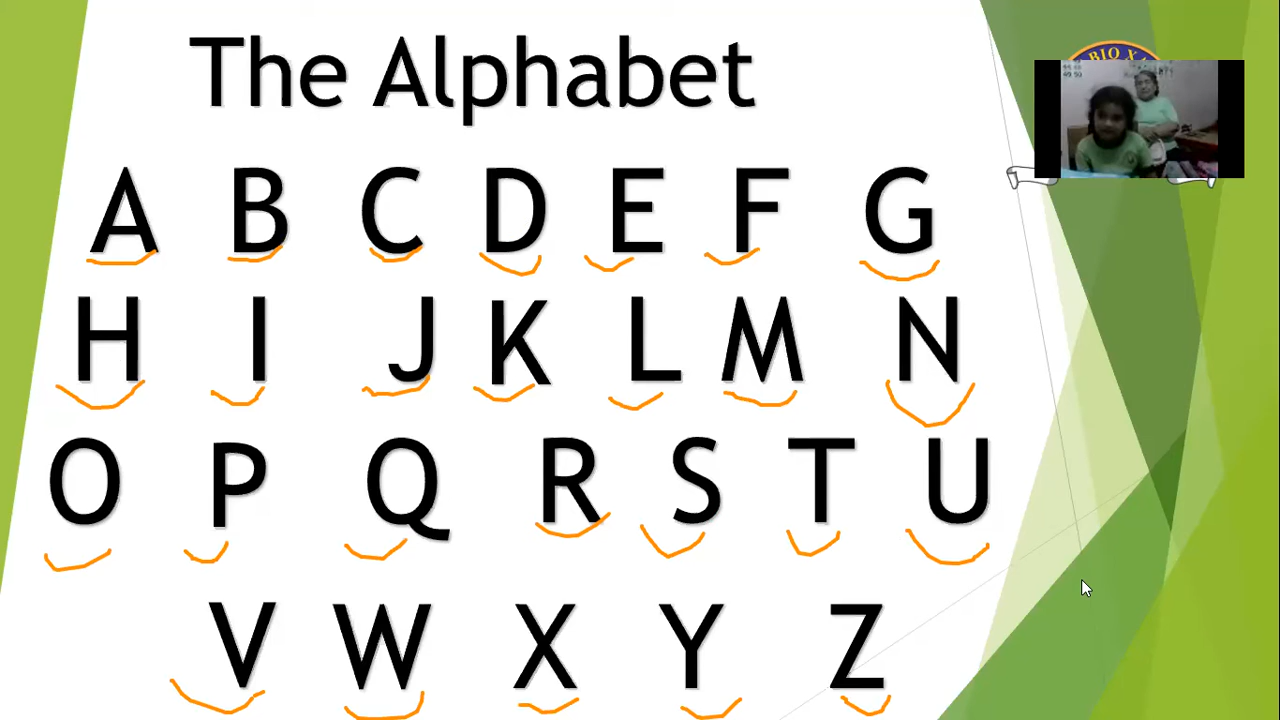 The Alphabet
A B C D E F G
H I J K L M N
O P Q R S T U
V W X Y Z